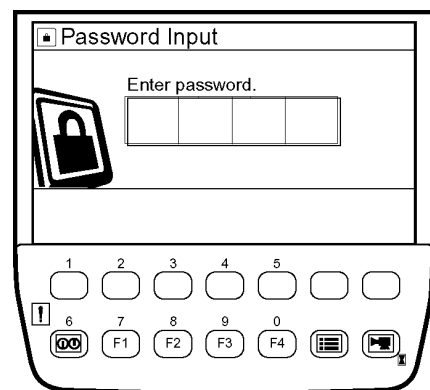 Password Input
Enter password.
1 2 3 4 5
6 7 8 9 0
F1 F2 F3 F4